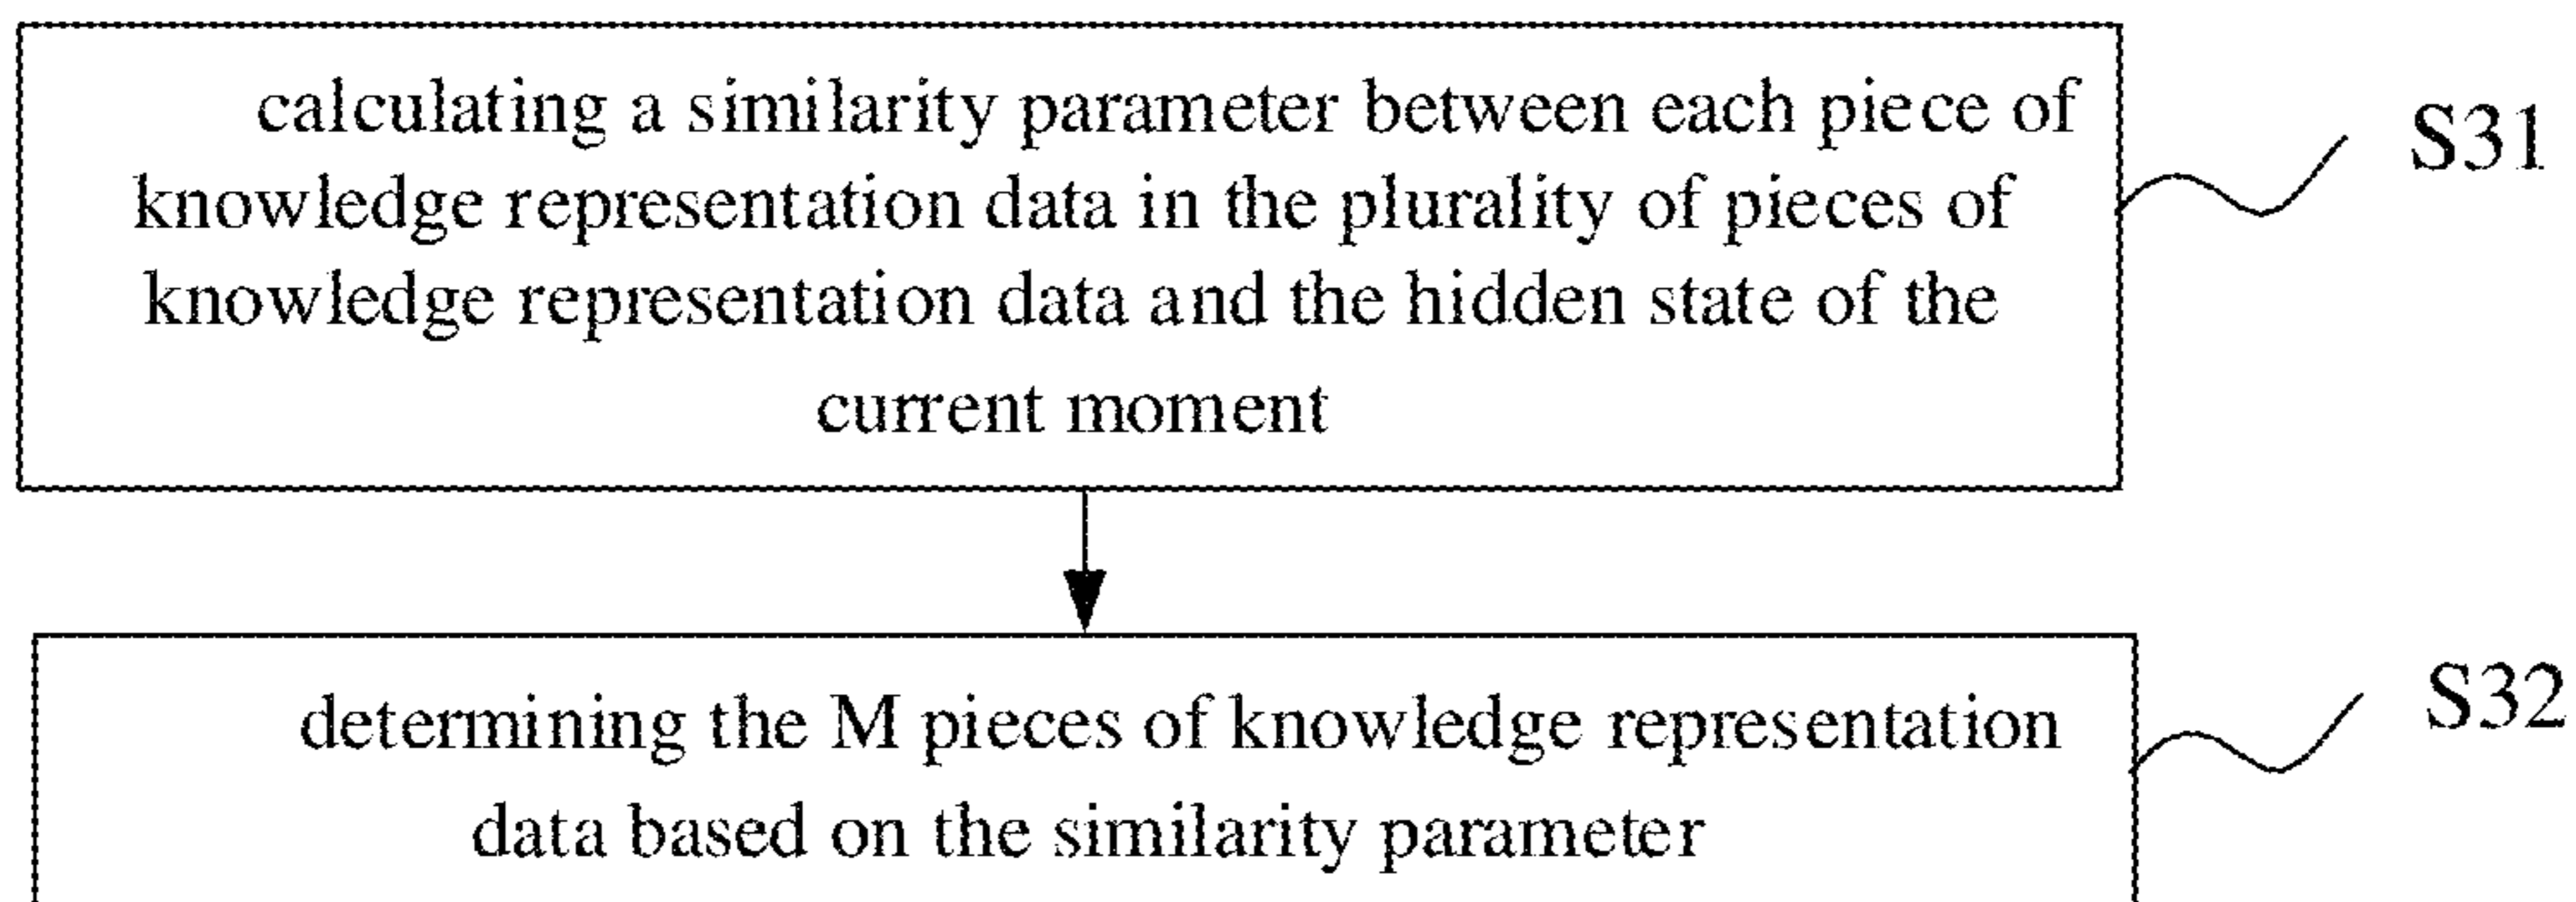 calculating a similarity parameter between each piece of
knowledge representation data in the plurality of pieces of
knowledge representation data and the hidden state of the
current moment
S31
determining the M pieces of knowledge representation
data based on the similarity parameter
S32